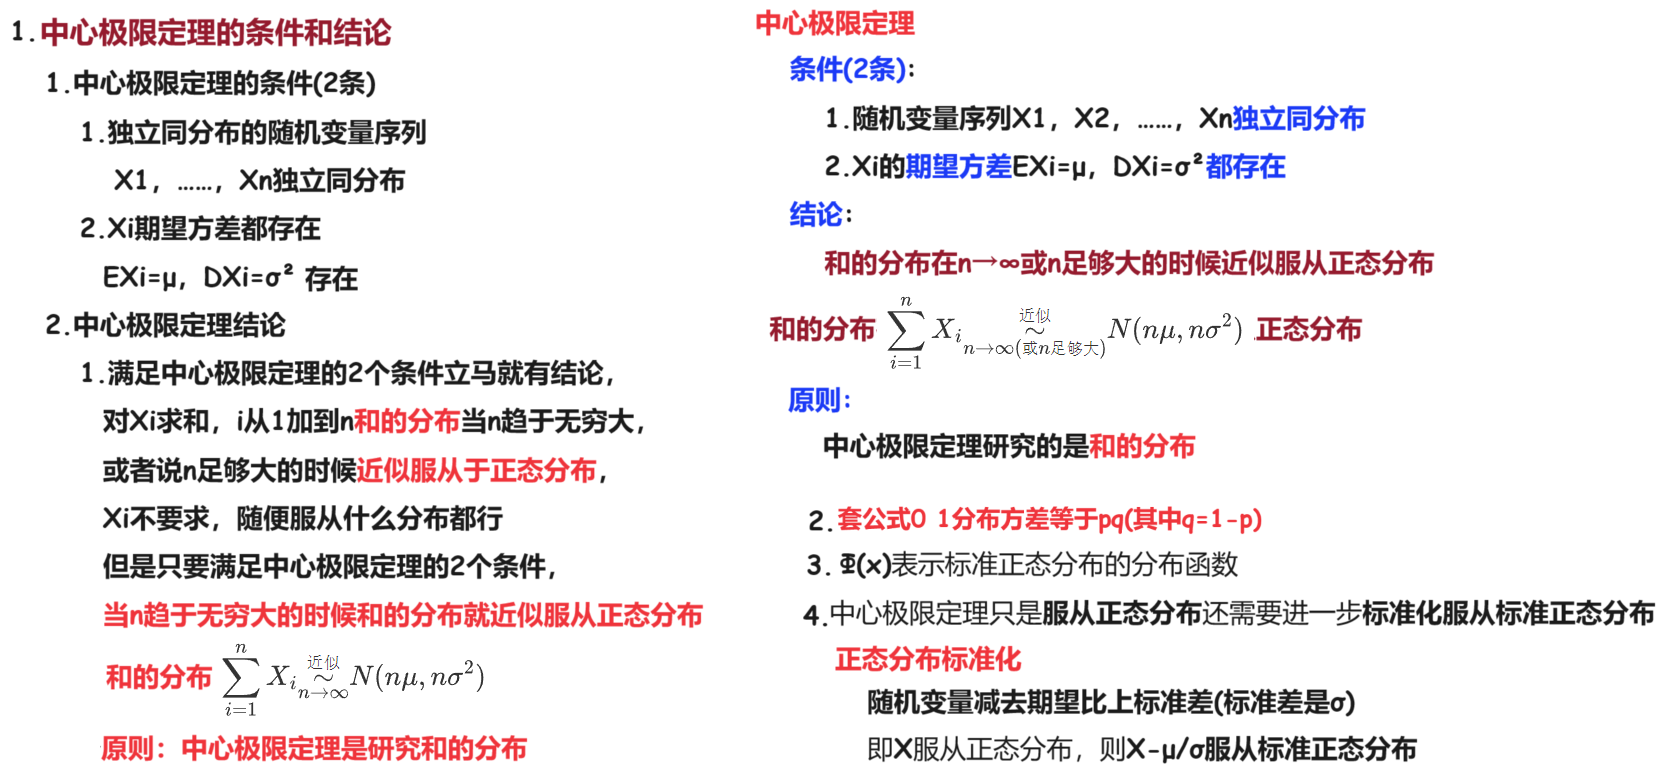 1.中心极限定理的条件和结论
1.中心极限定理的条件(2条)
1.独立同分布的随机变量序列
X1，……，Xn独立同分布
2.Xi期望方差都存在
EXi=μ，DXi=σ² 存在
2.中心极限定理结论
1.满足中心极限定理的2个条件立马就有结论，
对Xi求和，i从1加到n和的分布当n趋于无穷大，
或者说n足够大的时候近似服从于正态分布，
Xi不要求，随便服从什么分布都行
但是只要满足中心极限定理的2个条件，
当n趋于无穷大的时候和的分布就近似服从正态分布
和的分布 $\sum_{i=1}^{n} X_i \overset{近似}{\underset{n→∞}{\sim}} N(nμ, nσ^2)$
原则：中心极限定理是研究和的分布
中心极限定理
条件(2条)：
1.随机变量序列X1，X2，……，Xn独立同分布
2.Xi的期望方差EXi=μ，DXi=σ²都存在
结论：
和的分布在n→∞或n足够大的时候近似服从正态分布
和的分布 $\sum_{i=1}^{n} X_i \overset{近似}{\underset{n→∞(或n足够大)}{\sim}} N(nμ, nσ^2)$ 正态分布
原则：
中心极限定理研究的是和的分布
2.套公式0 1分布方差等于pq(其中q=1-p)
3.Φ(x)表示标准正态分布的分布函数
4.中心极限定理只是服从正态分布还需要进一步标准化服从标准正态分布
正态分布标准化
随机变量减去期望比上标准差(标准差是σ)
即X服从正态分布，则X-μ/σ服从标准正态分布